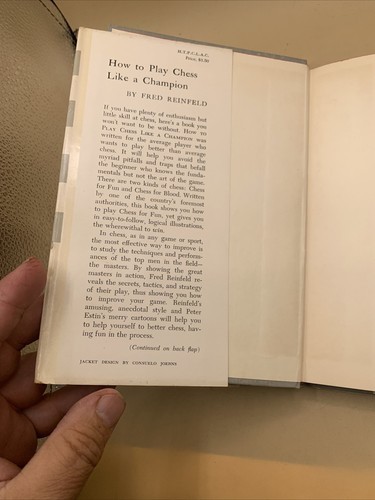 H.T.P.C.L.A.C.
Price, $5.00
How to Play Chess
Like a Champion
BY FRED REINFELD
If you have plenty of enthusiasm but
little skill at chess, here's a book you
won't want to be without. HOW TO
PLAY CHESS LIKE A CHAMPION was
written for the average player who
wants to play better than average
chess. It will help you avoid the
myriad pitfalls and traps that befall
the beginner who knows the funda-
mentals but not the art of the game.
There are two kinds of chess: Chess
for Fun and Chess for Blood. Written
by one of the country's foremost
authorities, this book shows you how
to play Chess for Fun, yet gives you
in easy-to-follow, logical illustrations,
the wherewithal to win.
In chess, as in any game or sport,
the most effective way to improve is
to study the techniques and perform-
ances of the top men in the field—
the masters. By showing the great
masters in action, Fred Reinfeld re-
veals the secrets, tactics, and strategy
of their play, thus showing you how
to improve your game. Reinfeld's
amusing, anecdotal style and Peter
Estin's merry cartoons will help you
to help yourself to better chess, hav-
ing fun in the process.
(Continued on back flap)
JACKET DESIGN BY CONSUELO JOERNS